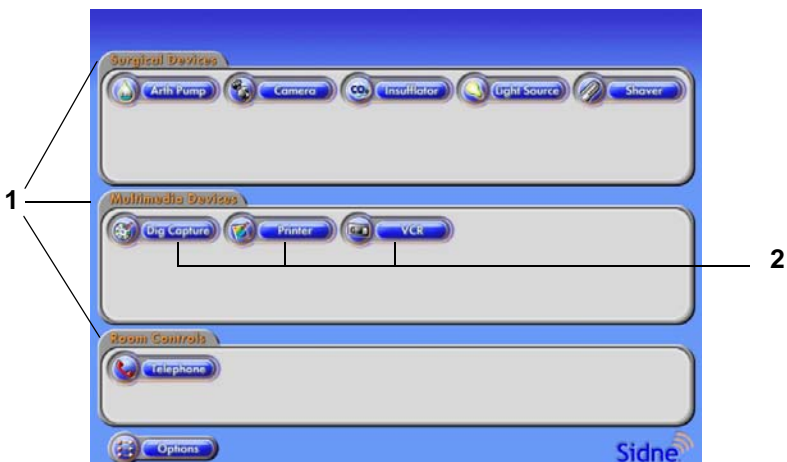 Surgical Devices
Arth Pump Camera CO₂ Insufflator Light Source Shaver
1
Multimedia Devices
Dig Capture Printer VCR
2
Room Controls
Telephone
Options
Sidne